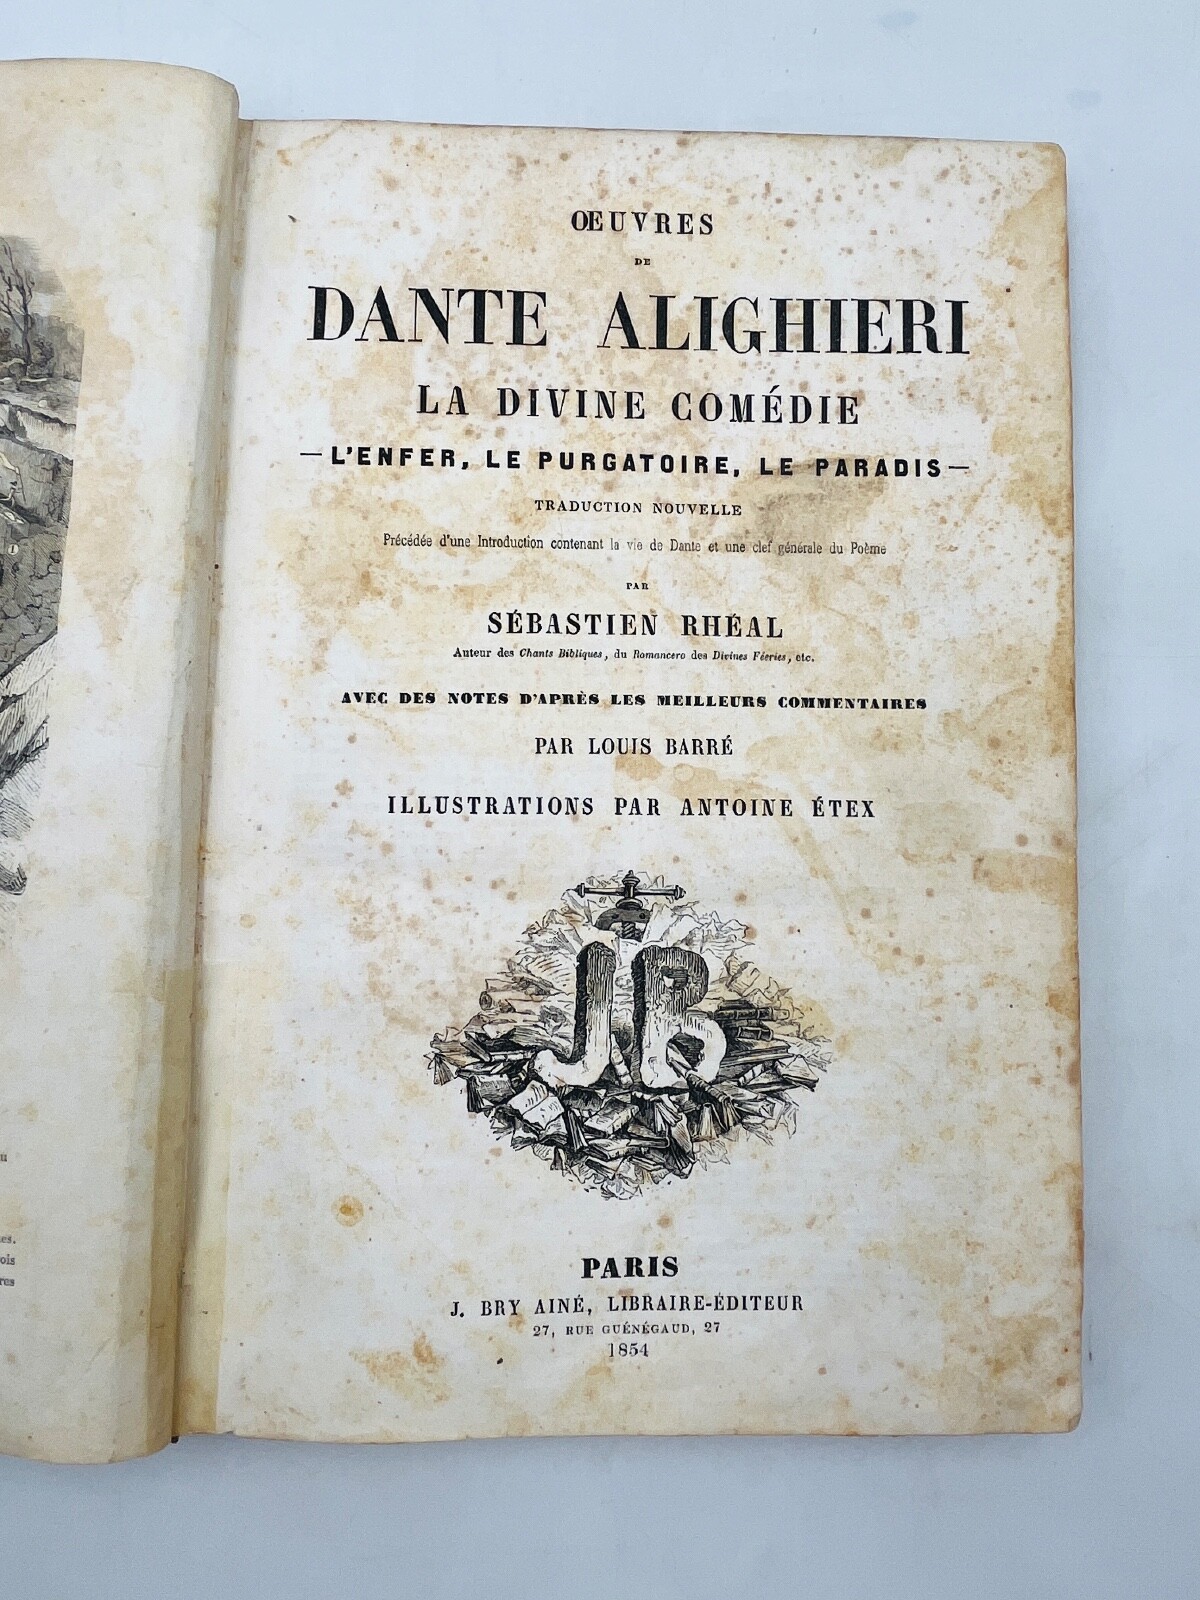 OEUVRES
DE
DANTE ALIGHIERI
LA DIVINE COMÉDIE
—L'ENFER, LE PURGATOIRE, LE PARADIS—
TRADUCTION NOUVELLE
Précédée d'une Introduction contenant la vie de Dante et une clef générale du Poème
PAR
SÉBASTIEN RHÉAL
Auteur des Chants Bibliques, du Romancero des Divines Féeries, etc.
AVEC DES NOTES D'APRÈS LES MEILLEURS COMMENTAIRES
PAR LOUIS BARRÉ
ILLUSTRATIONS PAR ANTOINE ÉTEX
JB
PARIS
J. BRY AINÉ, LIBRAIRE-ÉDITEUR
27, RUE GUÉNÉGAUD, 27
1854